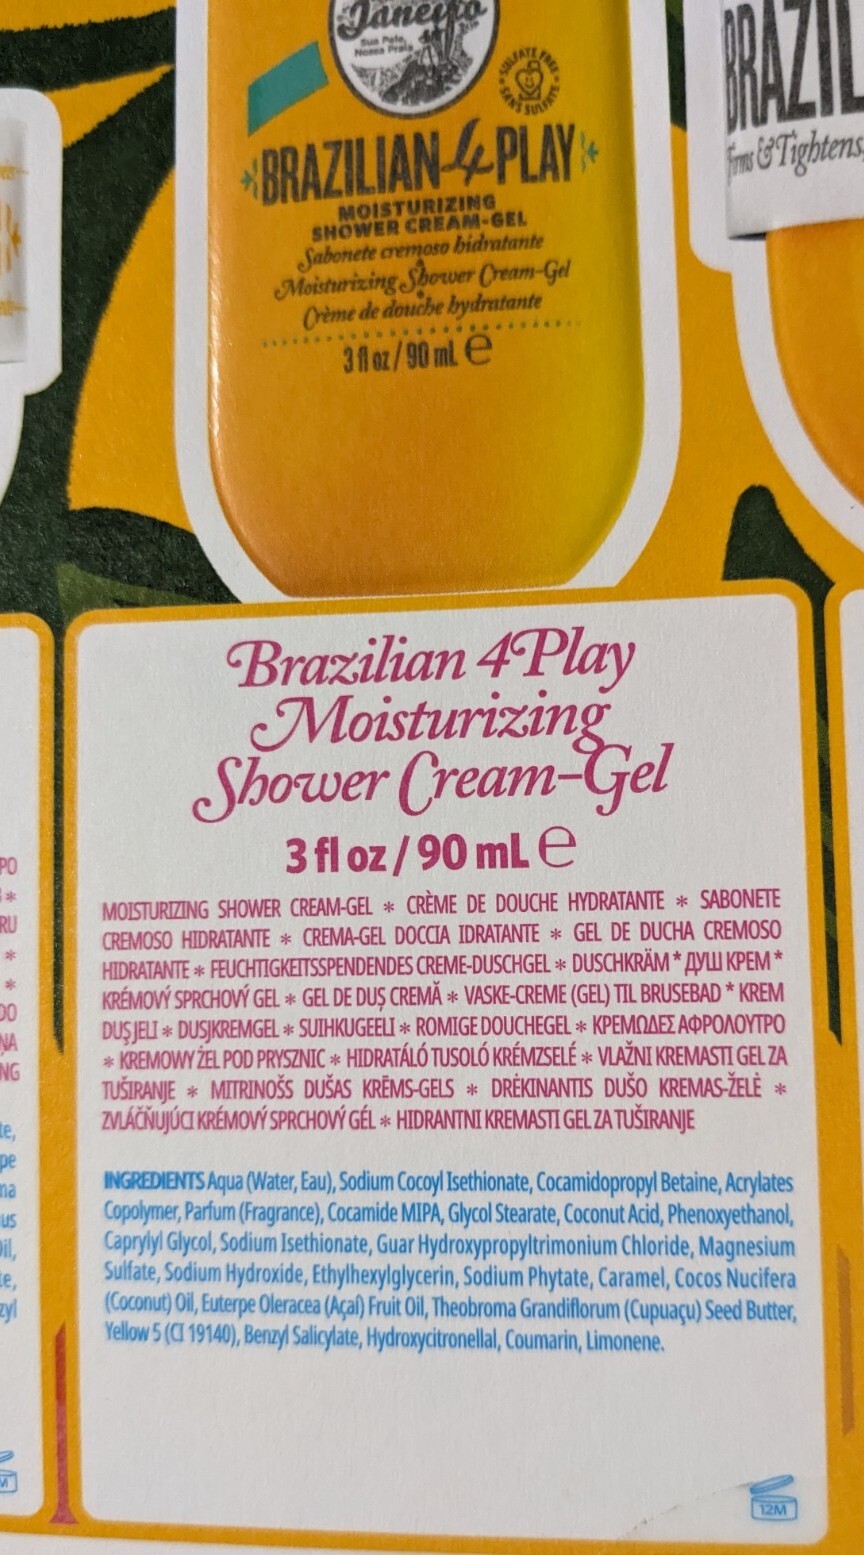 Janeiro
Sua Pele,
Nossa Praia
SULFATE FREE
SANS SULFATE
BRAZILIAN 4 PLAY
MOISTURIZING
SHOWER CREAM-GEL
Sabonete cremoso hidratante
Moisturizing Shower Cream-Gel
Crème de douche hydratante
3 fl oz / 90 mL e
BRAZIL
Firms & Tightens,
Brazilian 4Play
Moisturizing
Shower Cream-Gel
3 fl oz / 90 mL e
MOISTURIZING SHOWER CREAM-GEL * CRÈME DE DOUCHE HYDRATANTE * SABONETE
CREMOSO HIDRATANTE * CREMA-GEL DOCCIA IDRATANTE * GEL DE DUCHA CREMOSO
HIDRATANTE * FEUCHTIGKEITSSPENDENDES CREME-DUSCHGEL * DUSCHKRÄM * ДУШ КРЕМ *
KRÉMOVÝ SPRCHOVÝ GEL * GEL DE DUȘ CREMĂ * VASKE-CREME (GEL) TIL BRUSEBAD * KREM
DUŞ JELI * DUSJKREMGEL * SUIHKUGEELI * ROMIGE DOUCHEGEL * ΚΡΕΜΩΔΕΣ ΑΦΡΟΛΟΥΤΡΟ
* KREMOWY ŻEL POD PRYSZNIC * HIDRATÁLÓ TUSOLÓ KRÉMZSELÉ * VLAŽNI KREMASTI GEL ZA
TUŠIRANJE * MITRINOŠS DUŠAS KRĒMS-GELS * DRĖKINANTIS DUŠO KREMAS-ŽELĖ *
ZVLÁČŇUJÚCI KRÉMOVÝ SPRCHOVÝ GÉL * HIDRANTNI KREMASTI GEL ZA TUŠIRANJE
INGREDIENTS Aqua (Water, Eau), Sodium Cocoyl Isethionate, Cocamidopropyl Betaine, Acrylates
Copolymer, Parfum (Fragrance), Cocamide MIPA, Glycol Stearate, Coconut Acid, Phenoxyethanol,
Caprylyl Glycol, Sodium Isethionate, Guar Hydroxypropyltrimonium Chloride, Magnesium
Sulfate, Sodium Hydroxide, Ethylhexylglycerin, Sodium Phytate, Caramel, Cocos Nucifera
(Coconut) Oil, Euterpe Oleracea (Açaí) Fruit Oil, Theobroma Grandiflorum (Cupuaçu) Seed Butter,
Yellow 5 (CI 19140), Benzyl Salicylate, Hydroxycitronellal, Coumarin, Limonene.
12M